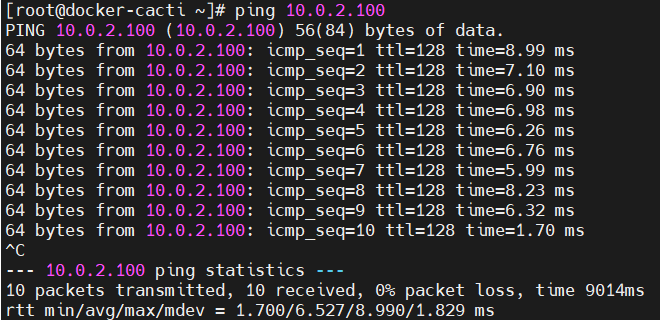 [root@docker-cacti ~]# ping 10.0.2.100
PING 10.0.2.100 (10.0.2.100) 56(84) bytes of data.
64 bytes from 10.0.2.100: icmp_seq=1 ttl=128 time=8.99 ms
64 bytes from 10.0.2.100: icmp_seq=2 ttl=128 time=7.10 ms
64 bytes from 10.0.2.100: icmp_seq=3 ttl=128 time=6.90 ms
64 bytes from 10.0.2.100: icmp_seq=4 ttl=128 time=6.98 ms
64 bytes from 10.0.2.100: icmp_seq=5 ttl=128 time=6.26 ms
64 bytes from 10.0.2.100: icmp_seq=6 ttl=128 time=6.76 ms
64 bytes from 10.0.2.100: icmp_seq=7 ttl=128 time=5.99 ms
64 bytes from 10.0.2.100: icmp_seq=8 ttl=128 time=8.23 ms
64 bytes from 10.0.2.100: icmp_seq=9 ttl=128 time=6.32 ms
64 bytes from 10.0.2.100: icmp_seq=10 ttl=128 time=1.70 ms
^C
--- 10.0.2.100 ping statistics ---
10 packets transmitted, 10 received, 0% packet loss, time 9014ms
rtt min/avg/max/mdev = 1.700/6.527/8.990/1.829 ms